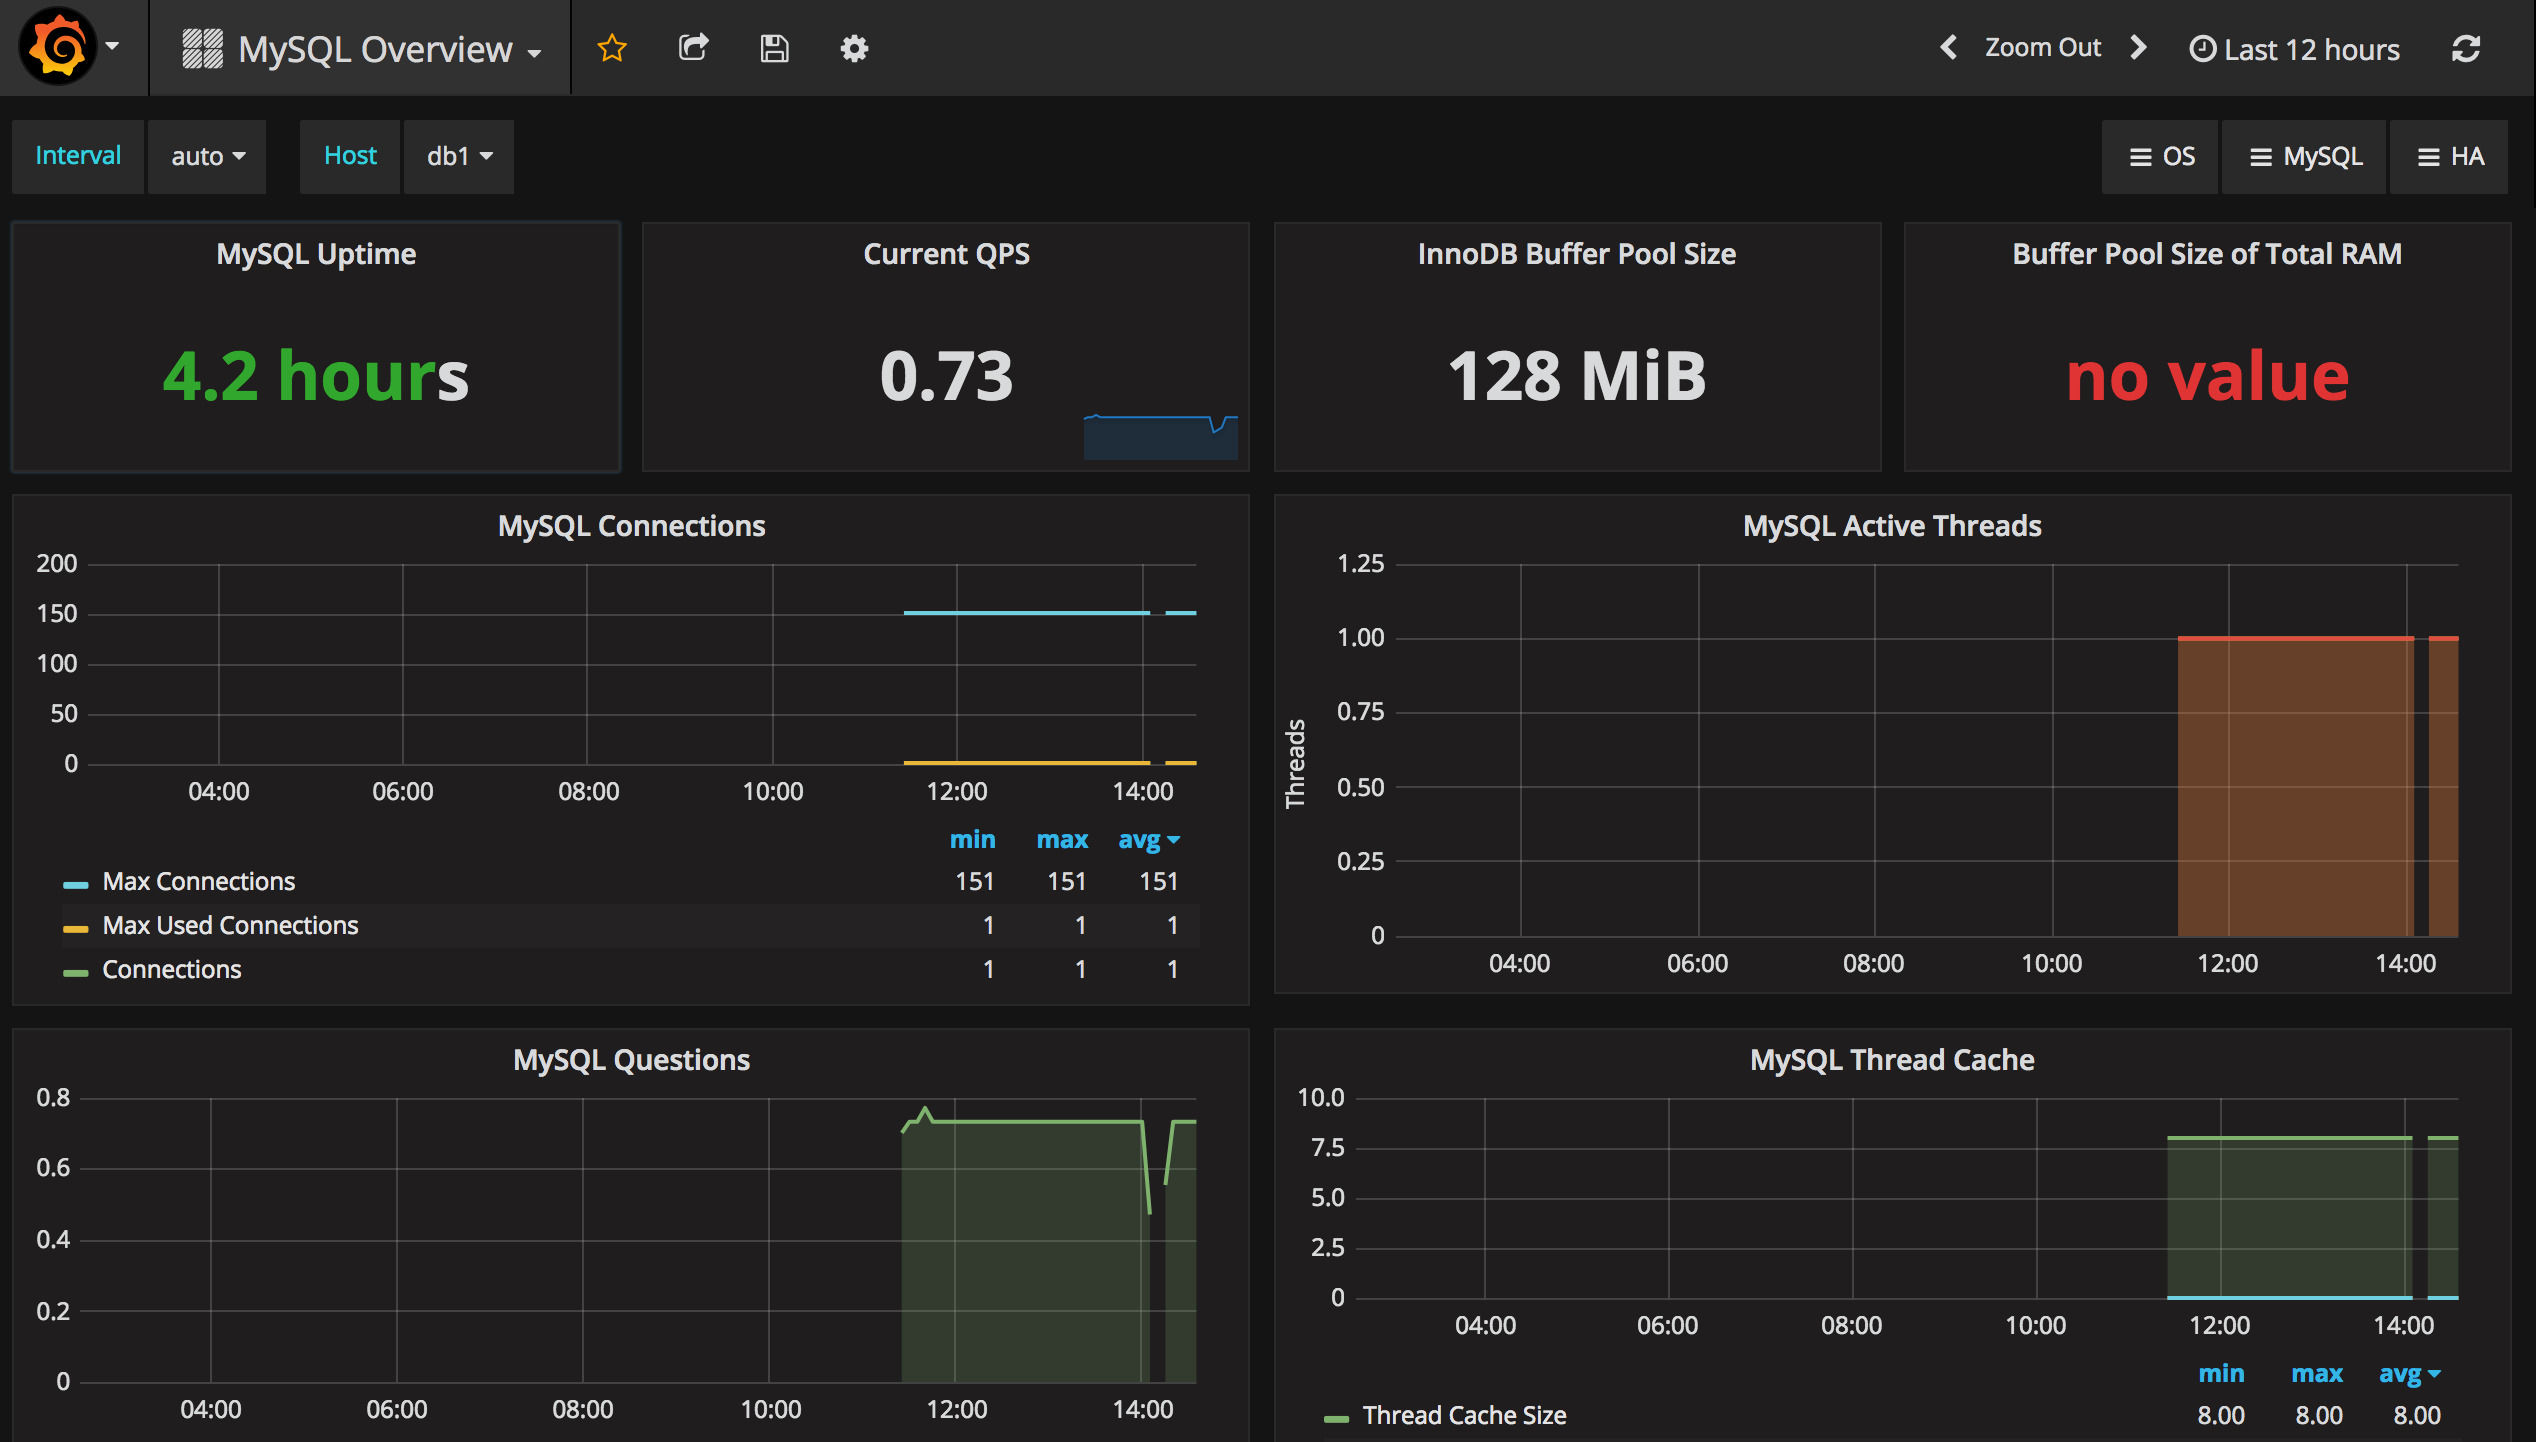 MySQL Overview
Zoom Out
Last 12 hours
Interval auto Host db1
OS MySQL HA
MySQL Uptime
4.2 hours
Current QPS
0.73
InnoDB Buffer Pool Size
128 MiB
Buffer Pool Size of Total RAM
no value
MySQL Connections
200
150
100
50
0
04:00 06:00 08:00 10:00 12:00 14:00
min max avg
Max Connections 151 151 151
Max Used Connections 1 1 1
Connections 1 1 1
MySQL Active Threads
Threads
1.25
1.00
0.75
0.50
0.25
0
04:00 06:00 08:00 10:00 12:00 14:00
MySQL Questions
0.8
0.6
0.4
0.2
0
04:00 06:00 08:00 10:00 12:00 14:00
MySQL Thread Cache
10.0
7.5
5.0
2.5
0
04:00 06:00 08:00 10:00 12:00 14:00
min max avg
Thread Cache Size 8.00 8.00 8.00